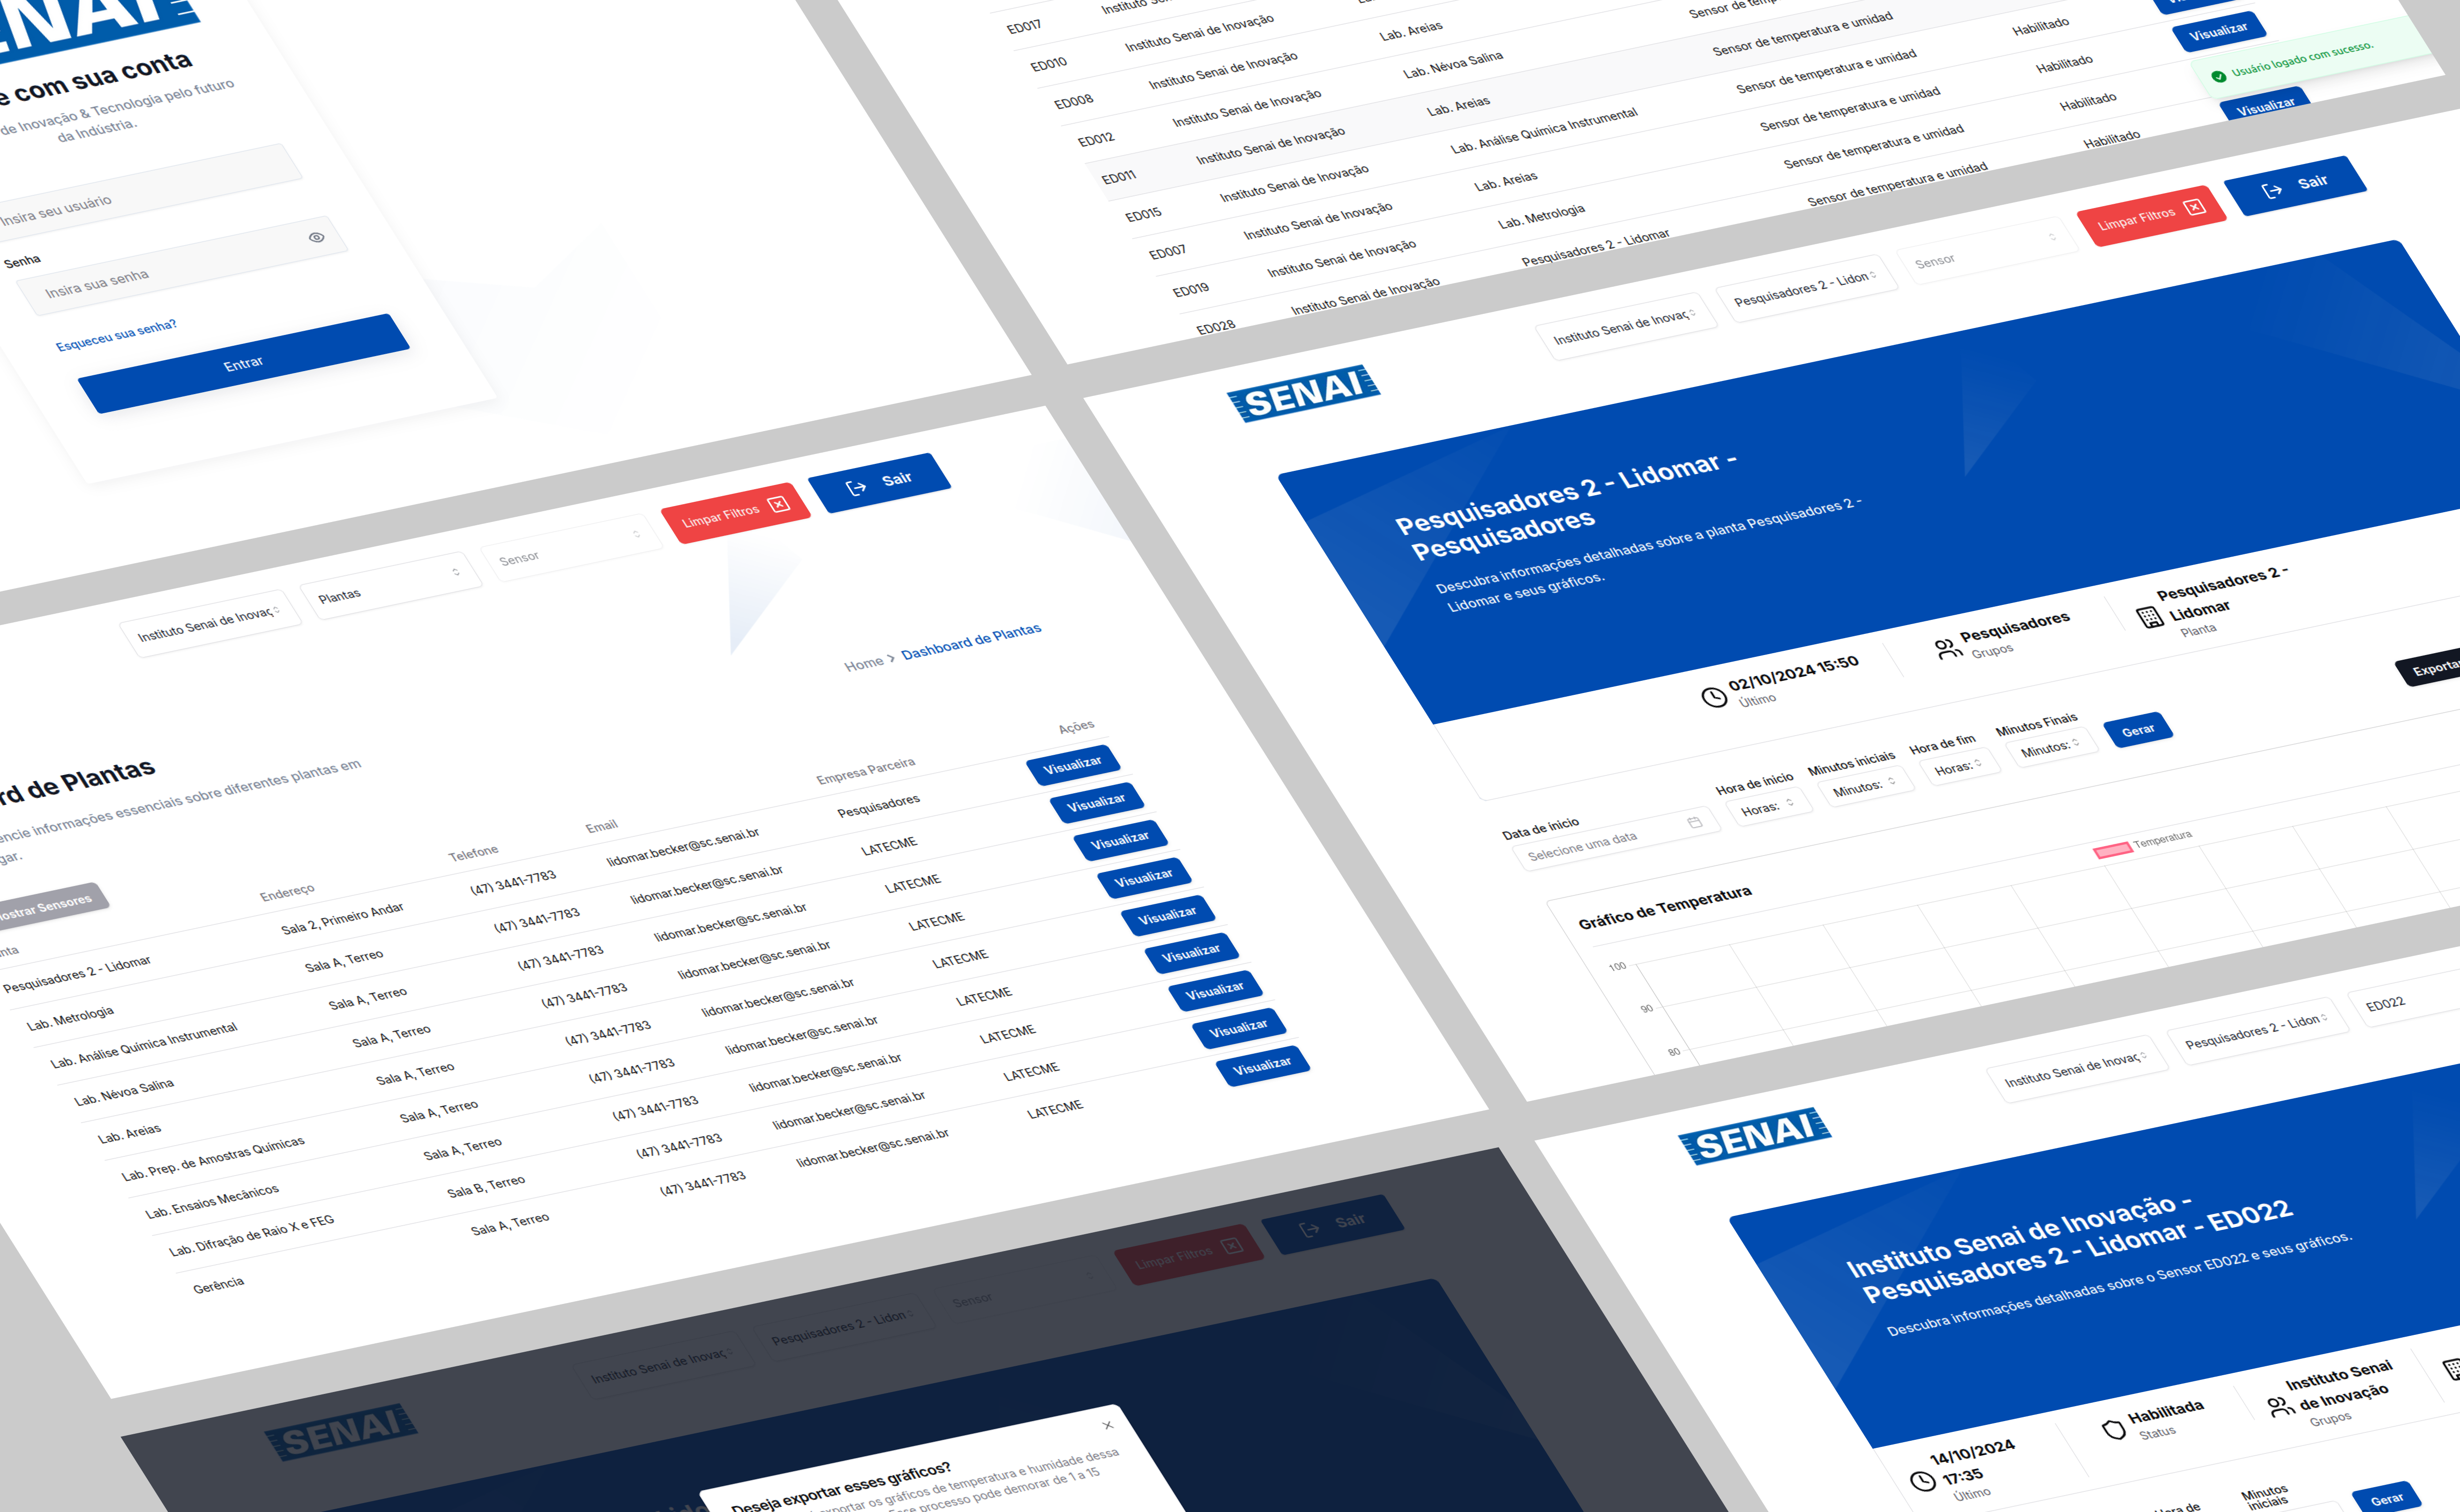 ENAI
e com sua conta
de Inovação & Tecnologia pelo futuro
da Indústria.
Insira seu usuário
Senha
Insira sua senha
Esqueceu sua senha?
Entrar
ED017
ED010 Instituto Senai de Inovação Lab. Areias Sensor de temperatura e umidad Habilitado Visualizar
ED008 Instituto Senai de Inovação Lab. Névoa Salina Sensor de temperatura e umidad Habilitado
ED012 Instituto Senai de Inovação Lab. Areias Sensor de temperatura e umidad Habilitado Visualizar
ED011 Instituto Senai de Inovação Lab. Análise Química Instrumental Sensor de temperatura e umidad Habilitado
ED015 Instituto Senai de Inovação Lab. Areias Sensor de temperatura e umidad
ED007 Instituto Senai de Inovação Lab. Metrologia
ED019 Instituto Senai de Inovação Pesquisadores 2 - Lidomar
ED028 Instituto Senai de Inovação
Usuário logado com sucesso.
Instituto Senai de Inovaç
Plantas
Sensor
Limpar Filtros
Sair
Home > Dashboard de Plantas
rd de Plantas
encie informações essenciais sobre diferentes plantas em
gar.
ostrar Sensores
nta Endereço Telefone Email Empresa Parceira Ações
Pesquisadores 2 - Lidomar Sala 2, Primeiro Andar (47) 3441-7783 lidomar.becker@sc.senai.br Pesquisadores Visualizar
Lab. Metrologia Sala A, Terreo (47) 3441-7783 lidomar.becker@sc.senai.br LATECME Visualizar
Lab. Análise Química Instrumental Sala A, Terreo (47) 3441-7783 lidomar.becker@sc.senai.br LATECME Visualizar
Lab. Névoa Salina Sala A, Terreo (47) 3441-7783 lidomar.becker@sc.senai.br LATECME Visualizar
Lab. Areias Sala A, Terreo (47) 3441-7783 lidomar.becker@sc.senai.br LATECME Visualizar
Lab. Prep. de Amostras Químicas Sala A, Terreo (47) 3441-7783 lidomar.becker@sc.senai.br LATECME Visualizar
Lab. Ensaios Mecânicos Sala A, Terreo (47) 3441-7783 lidomar.becker@sc.senai.br LATECME Visualizar
Lab. Difração de Raio X e FEG Sala B, Terreo (47) 3441-7783 lidomar.becker@sc.senai.br LATECME Visualizar
Gerência Sala A, Terreo (47) 3441-7783 lidomar.becker@sc.senai.br LATECME Visualizar
SENAI
Instituto Senai de Inovaç
Pesquisadores 2 - Lidon
Sensor
Limpar Filtros
Sair
Pesquisadores 2 - Lidomar -
Pesquisadores
Descubra informações detalhadas sobre a planta Pesquisadores 2 -
Lidomar e seus gráficos.
02/10/2024 15:50
Último
Pesquisadores
Grupos
Pesquisadores 2 -
Lidomar
Planta
Exportar
Data de inicio
Selecione uma data
Hora de inicio
Horas:
Minutos iniciais
Minutos:
Hora de fim
Horas:
Minutos Finais
Minutos:
Gerar
Gráfico de Temperatura
Temperatura
100
90
80
SENAI
Instituto Senai de Inovaç
Pesquisadores 2 - Lidon
Sensor
Limpar Filtros
Sair
Deseja exportar esses gráficos?
exportar os gráficos de temperatura e humidade dessa
processo pode demorar de 1 a 15
SENAI
Instituto Senai de Inovaç
Pesquisadores 2 - Lidon
ED022
Instituto Senai de Inovação -
Pesquisadores 2 - Lidomar - ED022
Descubra informações detalhadas sobre o Sensor ED022 e seus gráficos.
14/10/2024
17:35
Último
Habilitada
Status
Instituto Senai
de Inovação
Grupos
Minutos
iniciais
Gerar